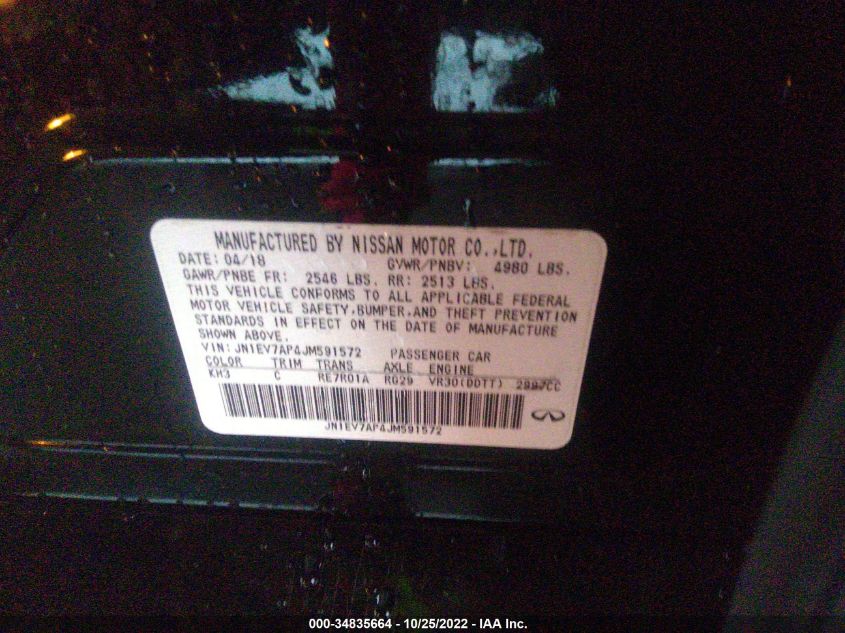 MANUFACTURED BY NISSAN MOTOR CO.,LTD.
DATE: 04/18 GVWR/PNBV: 4980 LBS.
GAWR/PNBE FR: 2546 LBS. RR: 2513 LBS.
THIS VEHICLE CONFORMS TO ALL APPLICABLE FEDERAL
MOTOR VEHICLE SAFETY,BUMPER,AND THEFT PREVENTION
STANDARDS IN EFFECT ON THE DATE OF MANUFACTURE
SHOWN ABOVE.
VIN: JN1EV7AP4JM591572 PASSENGER CAR
COLOR TRIM TRANS AXLE ENGINE
KH3 C RE7R01A RG29 VR30(DDTT) 2997CC
JN1EV7AP4JM591572
000-34835664 - 10/25/2022 - IAA Inc.